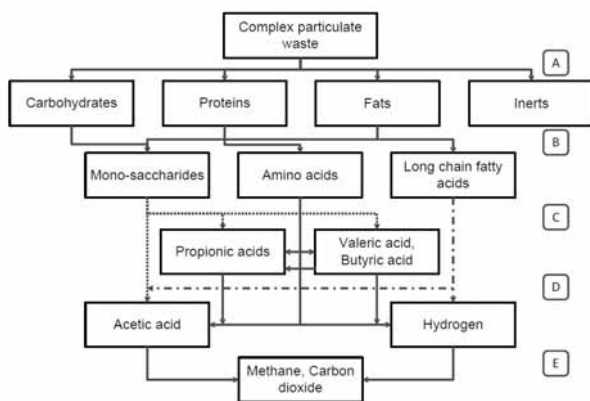 Complex particulate
waste
A
Carbohydrates
Proteins
Fats
Inerts
B
Mono-saccharides
Amino acids
Long chain fatty
acids
C
Propionic acids
Valeric acid,
Butyric acid
D
Acetic acid
Hydrogen
E
Methane, Carbon
dioxide